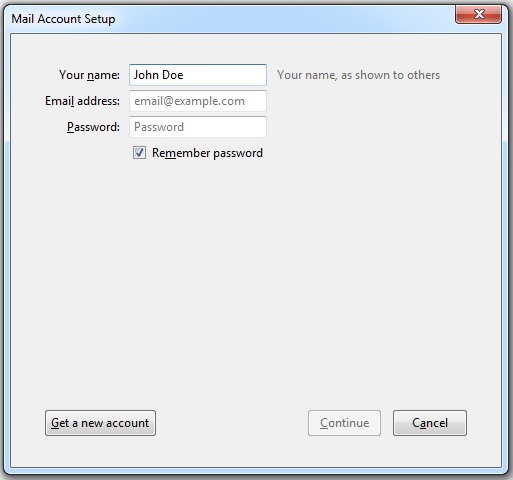 Mail Account Setup
Your name: John Doe Your name, as shown to others
Email address: email@example.com
Password: Password
Remember password
Get a new account Continue Cancel